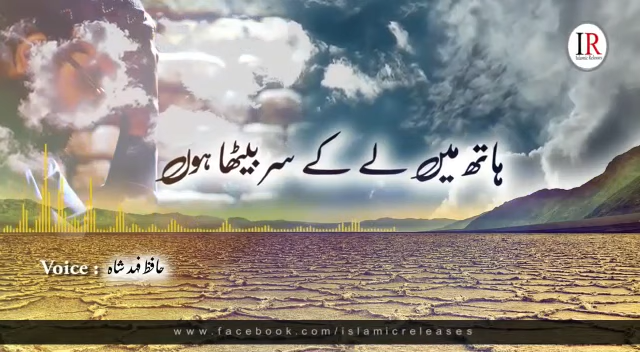 IR
Islamic Releases
ہاتھ میں لے کے سر بیٹھا ہوں
Voice : حافظ فہد شاہ
www.facebook.com/islamicreleases